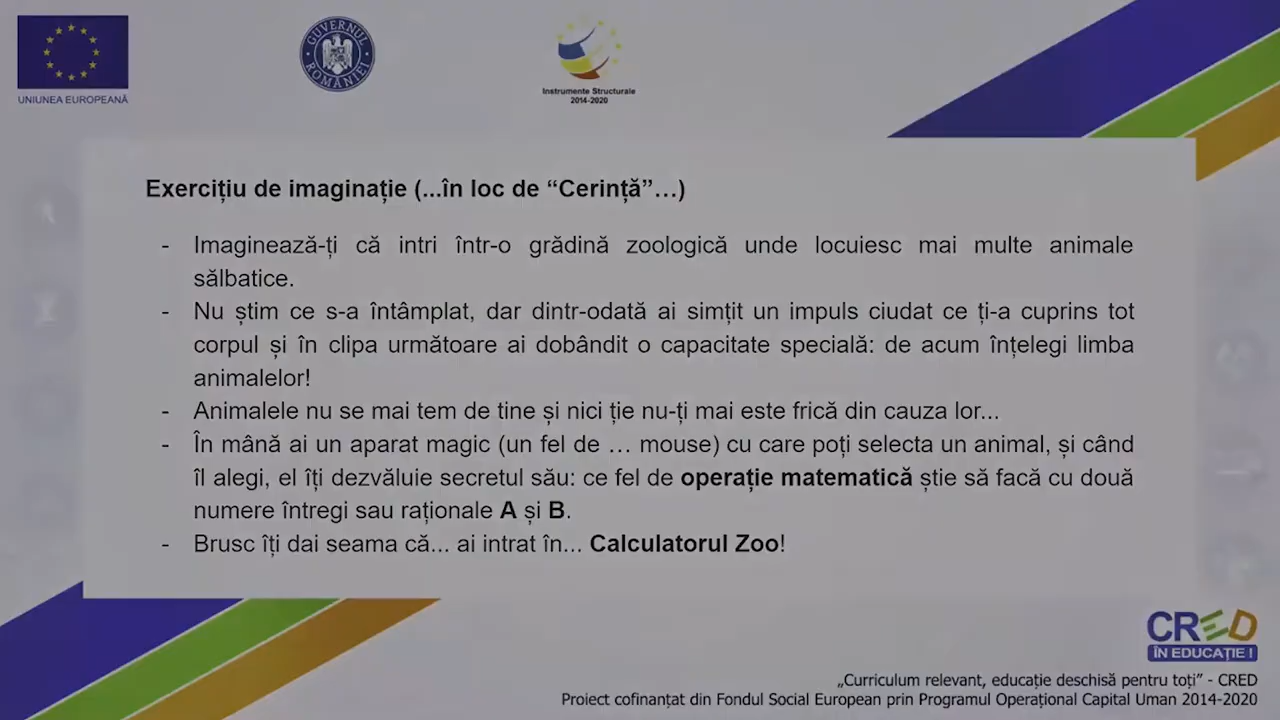 UNIUNEA EUROPEANĂ
GUVERNUL ROMÂNIEI
Instrumente Structurale
2014-2020
Exercițiu de imaginație (...în loc de “Cerință”…)
- Imaginează-ți că intri într-o grădină zoologică unde locuiesc mai multe animale
sălbatice.
- Nu știm ce s-a întâmplat, dar dintr-odată ai simțit un impuls ciudat ce ți-a cuprins tot
corpul și în clipa următoare ai dobândit o capacitate specială: de acum înțelegi limba
animalelor!
- Animalele nu se mai tem de tine și nici ție nu-ți mai este frică din cauza lor...
- În mână ai un aparat magic (un fel de … mouse) cu care poți selecta un animal, și când
îl alegi, el îți dezvăluie secretul său: ce fel de operație matematică știe să facă cu două
numere întregi sau raționale A și B.
- Brusc îți dai seama că... ai intrat în... Calculatorul Zoo!
CRED
ÎN EDUCAȚIE !
„Curriculum relevant, educație deschisă pentru toți” - CRED
Proiect cofinanțat din Fondul Social European prin Programul Operațional Capital Uman 2014-2020